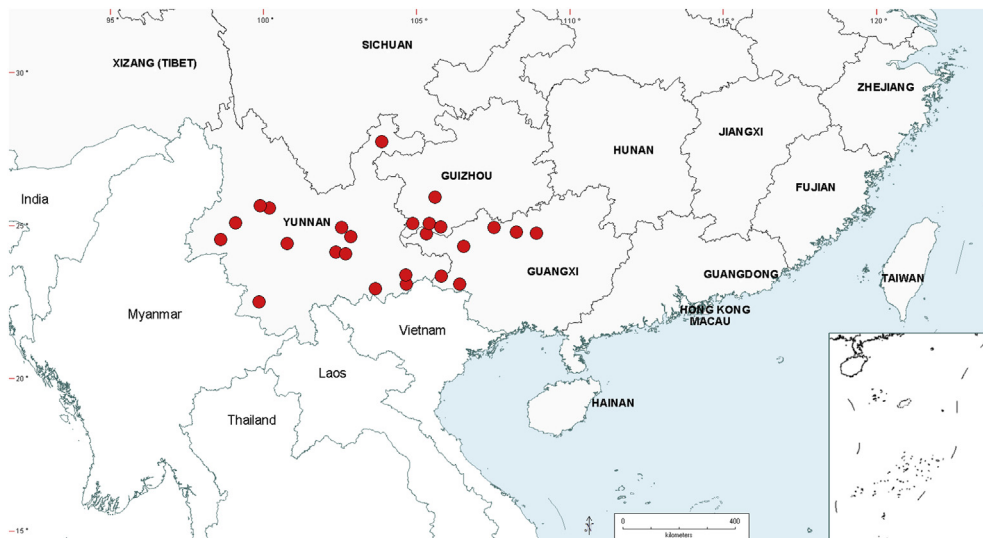 95 °
100
105 °
110
115 °
120
SICHUAN
XIZANG (TIBET)
30 °
ZHEJIANG
JIANGXI
HUNAN
GUIZHOU
FUJIAN
India
25 °
YUNNAN
GUANGXI
GUANGDONG
TAIWAN
HONG KONG
MACAU
Myanmar
Vietnam
Laos
20 °
HAINAN
Thailand
15 °
0
400
kilometers